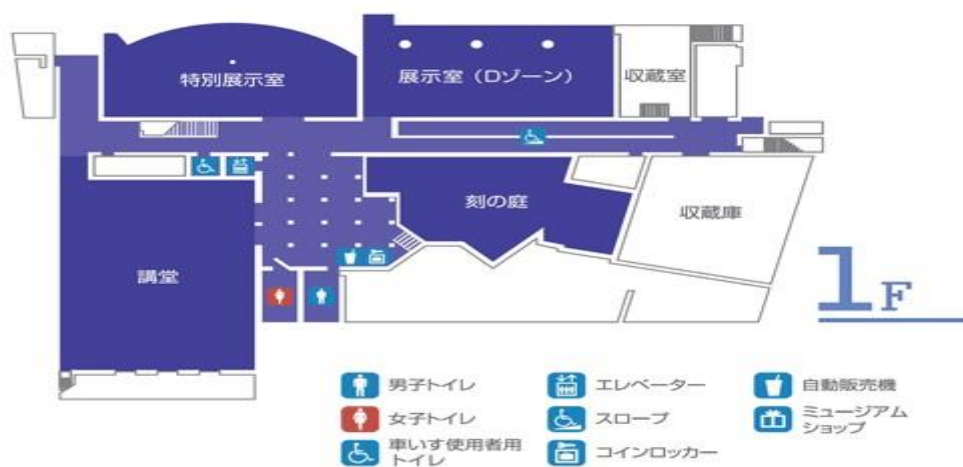 特別展示室
展示室（Dゾーン）
収蔵室
刻の庭
収蔵庫
講堂
1F
男子トイレ
エレベーター
自動販売機
女子トイレ
スロープ
ミュージアム
ショップ
車いす使用者用
トイレ
コインロッカー